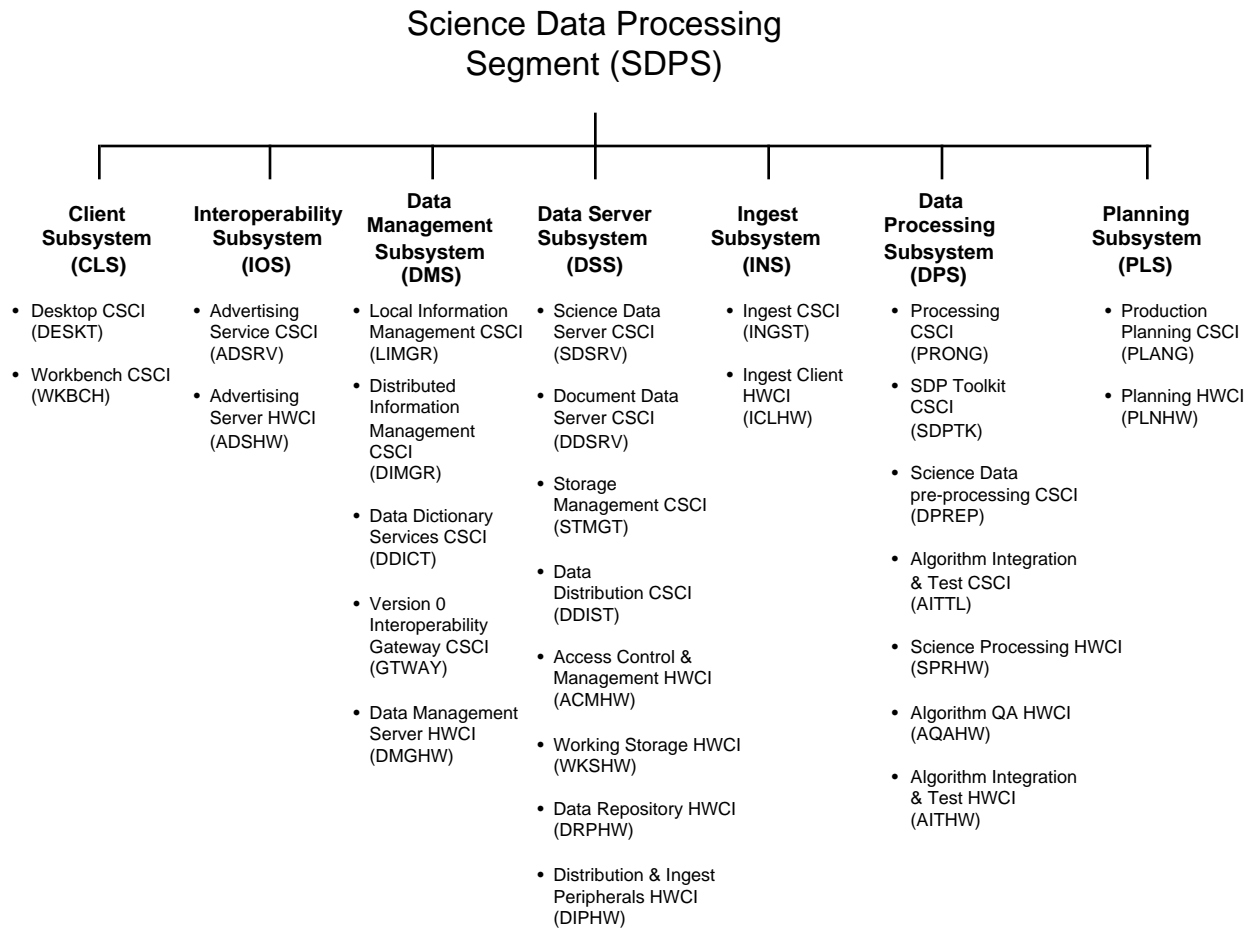 Science Data Processing
Segment (SDPS)
Client
Subsystem
(CLS)
• Desktop CSCI
(DESKT)
• Workbench CSCI
(WKBCH)
Interoperability
Subsystem
(IOS)
• Advertising
Service CSCI
(ADSRV)
• Advertising
Server HWCI
(ADSHW)
Data
Management
Subsystem
(DMS)
• Local Information
Management CSCI
(LIMGR)
• Distributed
Information
Management
CSCI
(DIMGR)
• Data Dictionary
Services CSCI
(DDICT)
• Version 0
Interoperability
Gateway CSCI
(GTWAY)
• Data Management
Server HWCI
(DMGHW)
Data Server
Subsystem
(DSS)
• Science Data
Server CSCI
(SDSRV)
• Document Data
Server CSCI
(DDSRV)
• Storage
Management CSCI
(STMGT)
• Data
Distribution CSCI
(DDIST)
• Access Control &
Management HWCI
(ACMHW)
• Working Storage HWCI
(WKSHW)
• Data Repository HWCI
(DRPHW)
• Distribution & Ingest
Peripherals HWCI
(DIPHW)
Ingest
Subsystem
(INS)
• Ingest CSCI
(INGST)
• Ingest Client
HWCI
(ICLHW)
Data
Processing
Subsystem
(DPS)
• Processing
CSCI
(PRONG)
• SDP Toolkit
CSCI
(SDPTK)
• Science Data
pre-processing CSCI
(DPREP)
• Algorithm Integration
& Test CSCI
(AITTL)
• Science Processing HWCI
(SPRHW)
• Algorithm QA HWCI
(AQAHW)
• Algorithm Integration
& Test HWCI
(AITHW)
Planning
Subsystem
(PLS)
• Production
Planning CSCI
(PLANG)
• Planning HWCI
(PLNHW)